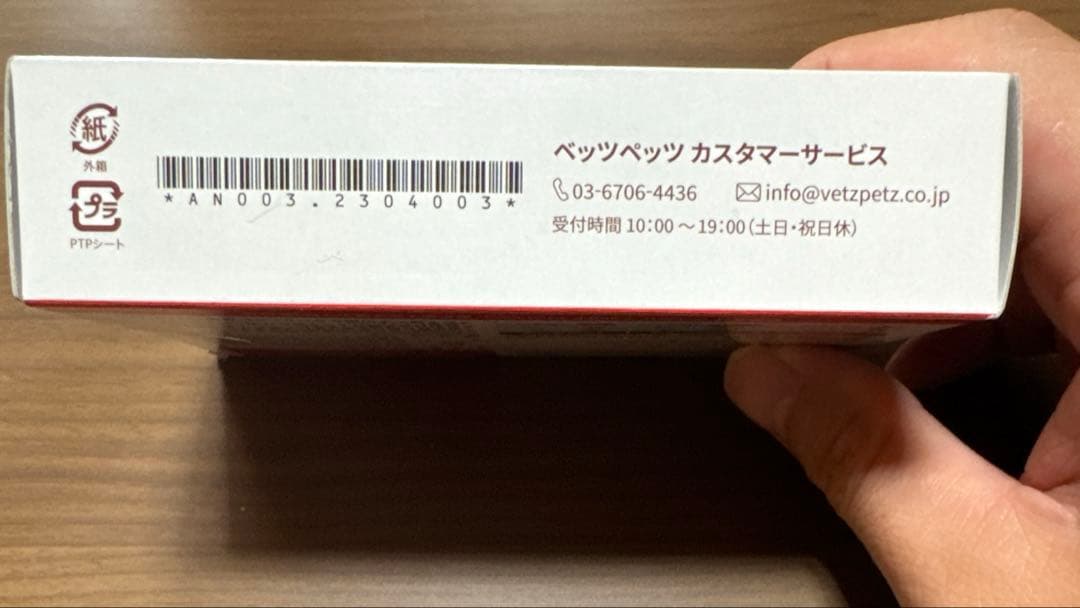 紙
外箱
プラ
PTPシート
*AN003.2304003*
ベッツペッツ カスタマーサービス
03-6706-4436 info@vetzpetz.co.jp
受付時間 10:00～19:00（土日・祝日休）